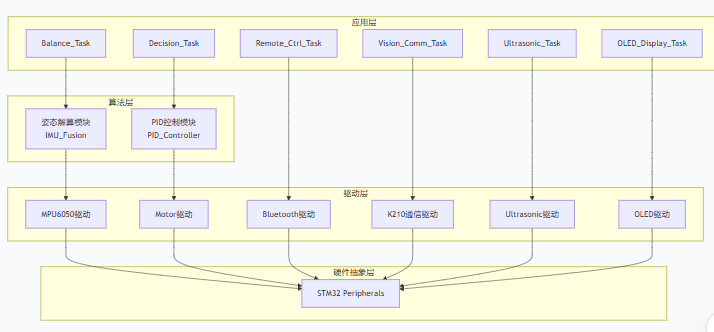 应用层
Balance_Task
Decision_Task
Remote_Ctrl_Task
Vision_Comm_Task
Ultrasonic_Task
OLED_Display_Task
算法层
姿态解算模块
IMU_Fusion
PID控制模块
PID_Controller
驱动层
MPU6050驱动
Motor驱动
Bluetooth驱动
K210通信驱动
Ultrasonic驱动
OLED驱动
硬件抽象层
STM32 Peripherals